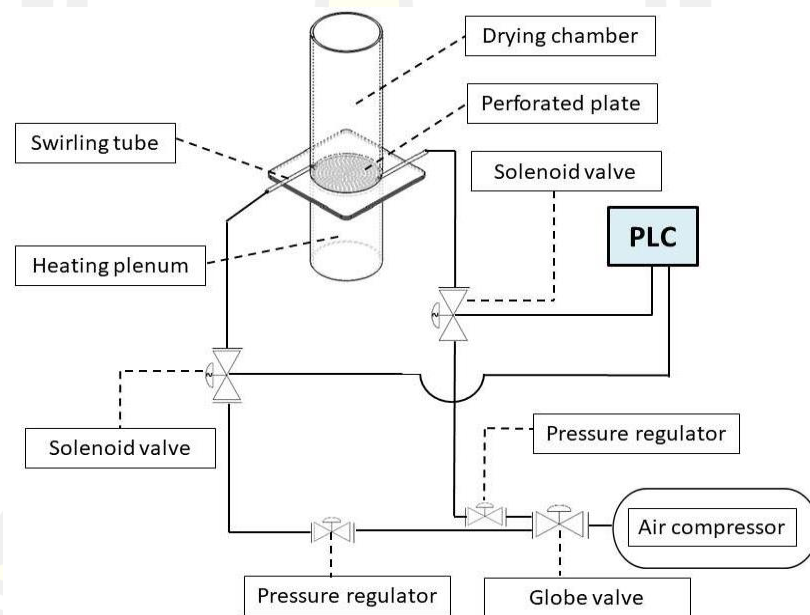 Drying chamber
Perforated plate
Swirling tube
Solenoid valve
PLC
Heating plenum
Solenoid valve
Pressure regulator
Air compressor
Pressure regulator
Globe valve